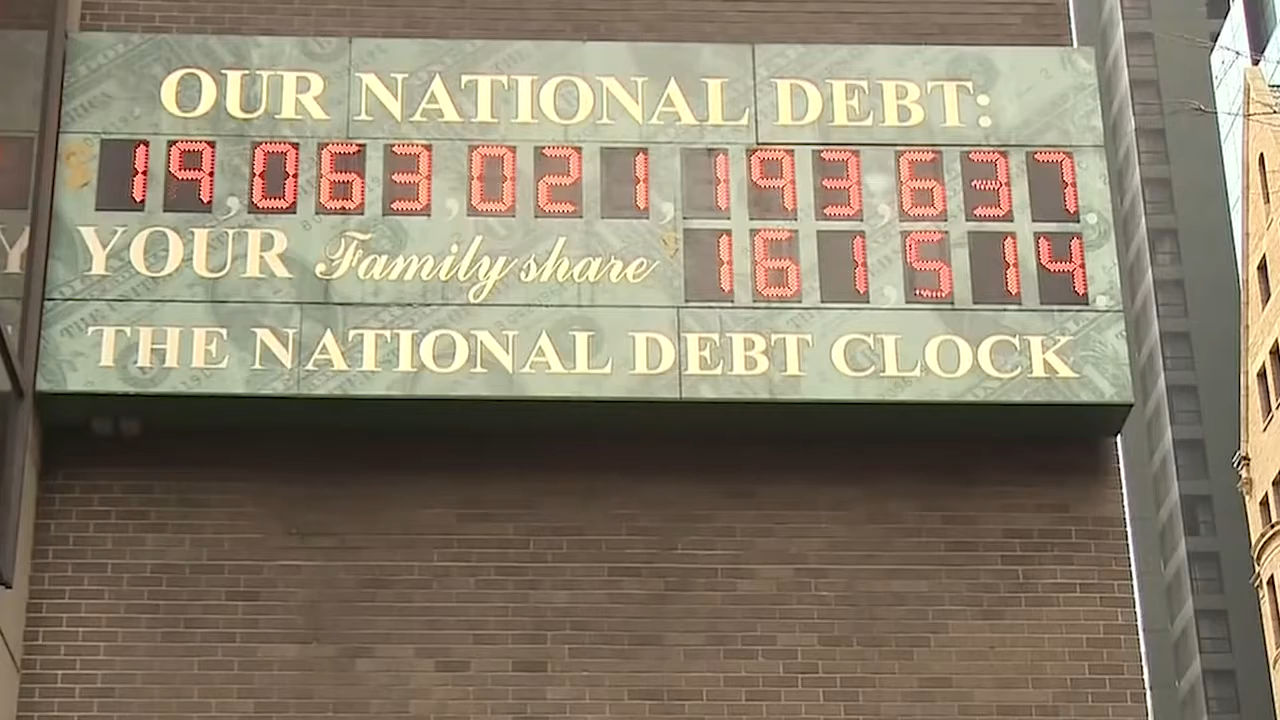 OUR NATIONAL DEBT:
19,063,021,193,637
YOUR Family share 161,514
THE NATIONAL DEBT CLOCK